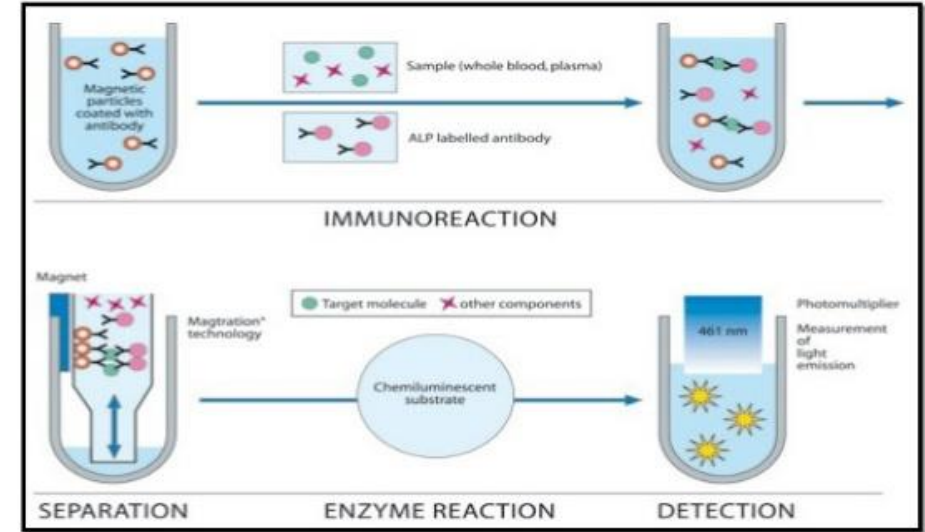 Magnetic
particles
coated with
antibody
Sample (whole blood, plasma)
ALP labelled antibody
IMMUNOREACTION
Magnet
Magtration®
technology
Target molecule
other components
Chemiluminescent
substrate
461 nm
Photomultiplier
Measurement
of
light
emission
SEPARATION
ENZYME REACTION
DETECTION